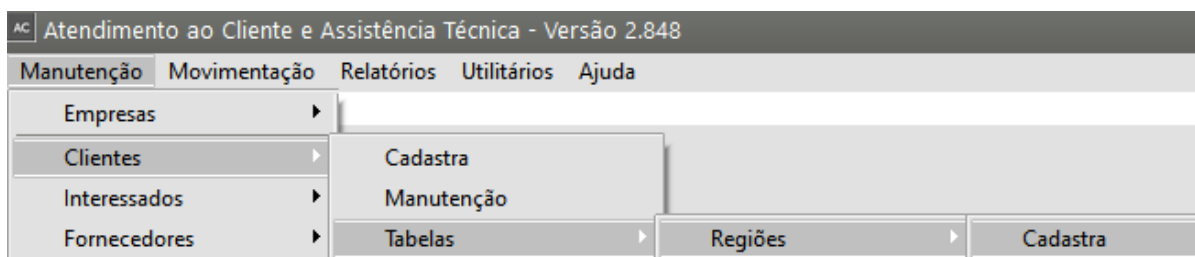 AC Atendimento ao Cliente e Assistência Técnica - Versão 2.848
Manutenção Movimentação Relatórios Utilitários Ajuda
Empresas
Clientes Cadastra
Interessados Manutenção
Fornecedores Tabelas Regiões Cadastra